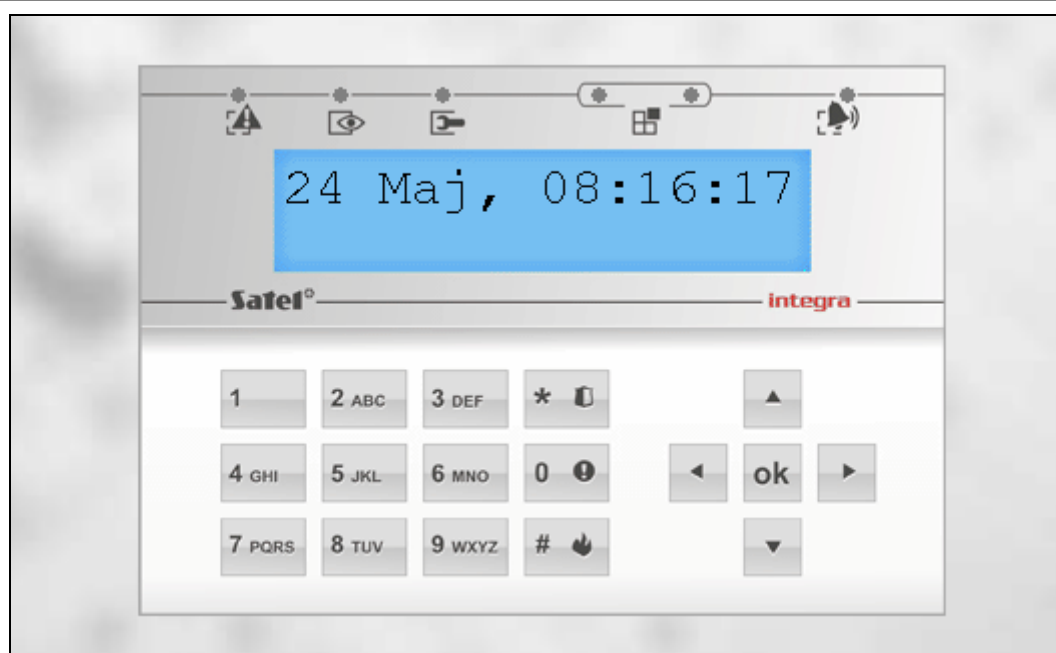 24 Maj, 08:16:17
Satel®
integra
1 2 ABC 3 DEF *
4 GHI 5 JKL 6 MNO 0 ok
7 PQRS 8 TUV 9 WXYZ #